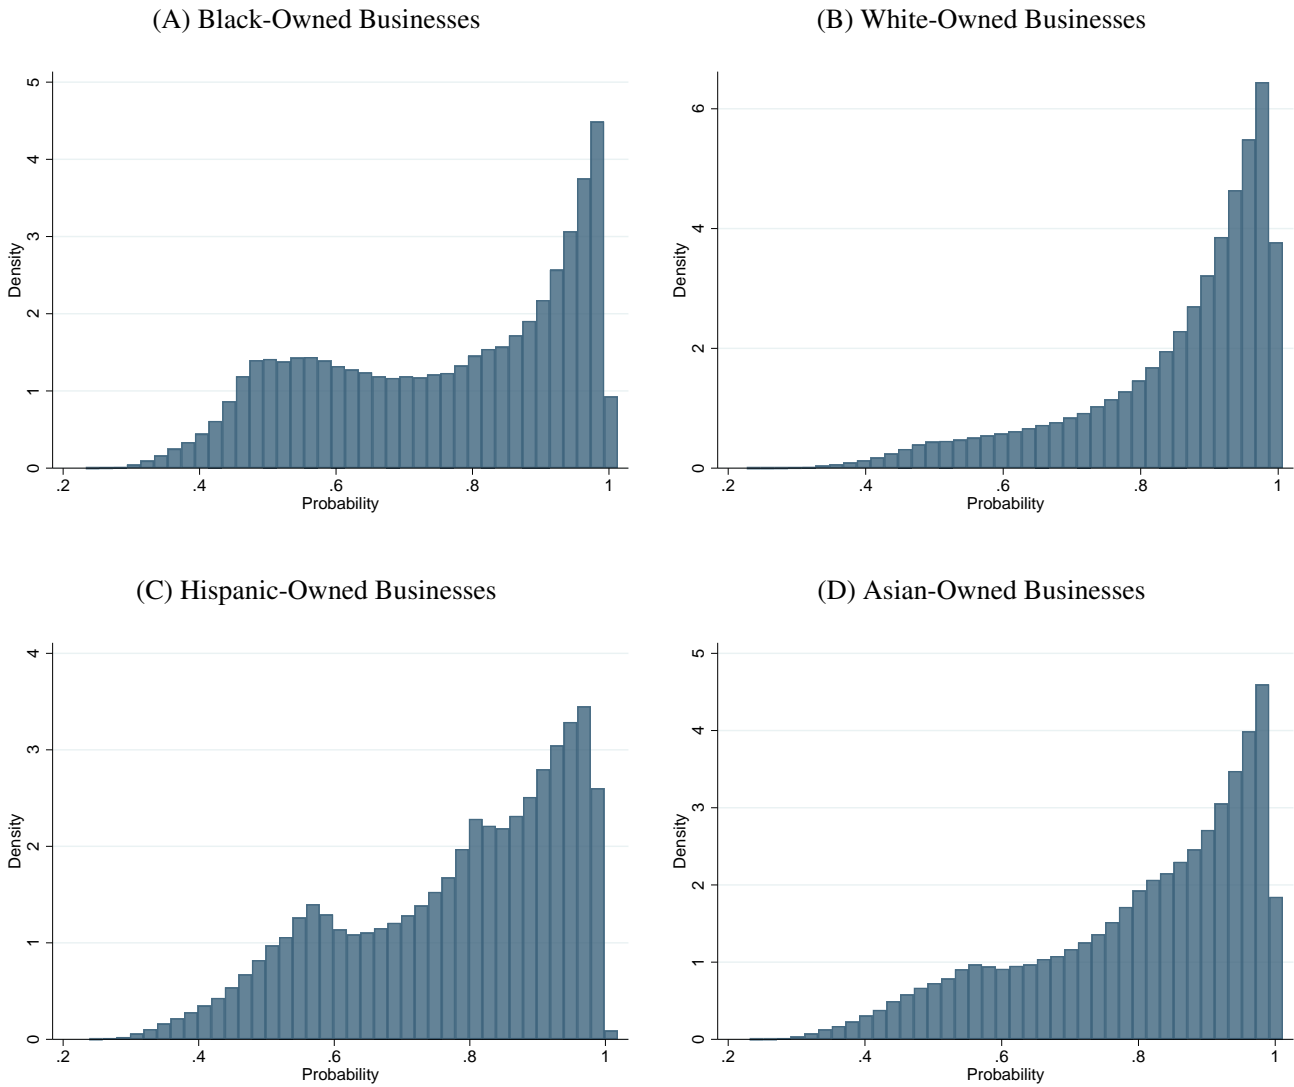 (A) Black-Owned Businesses
5
4
3
2
1
0
Density
.2 .4 .6 .8 1
Probability
(B) White-Owned Businesses
6
4
2
0
Density
.2 .4 .6 .8 1
Probability
(C) Hispanic-Owned Businesses
4
3
2
1
0
Density
.2 .4 .6 .8 1
Probability
(D) Asian-Owned Businesses
5
4
3
2
1
0
Density
.2 .4 .6 .8 1
Probability